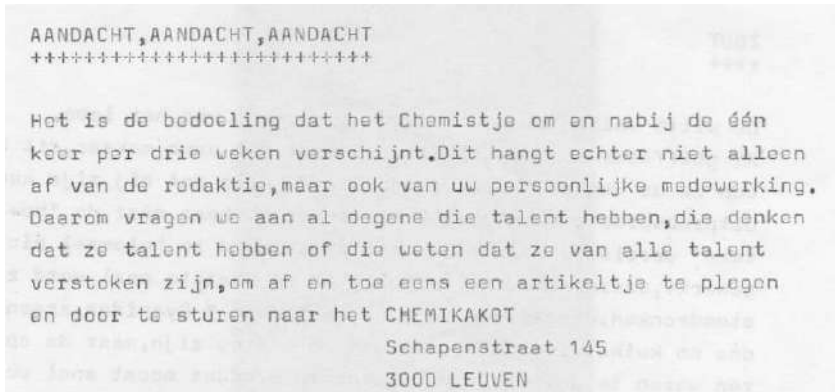 AANDACHT,AANDACHT,AANDACHT
++++++++++++++++++++++++++
Het is de bedoeling dat het Chemistje om en nabij de één
keer per drie weken verschijnt.Dit hangt echter niet alleen
af van de redaktie,maar ook van uw persoonlijke medewerking.
Daarom vragen we aan al degene die talent hebben,die denken
dat ze talent hebben of die weten dat ze van alle talent
verstoken zijn,om af en toe eens een artikeltje te plegen
en door te sturen naar het CHEMIKAKOT
Schapenstraat 145
3000 LEUVEN